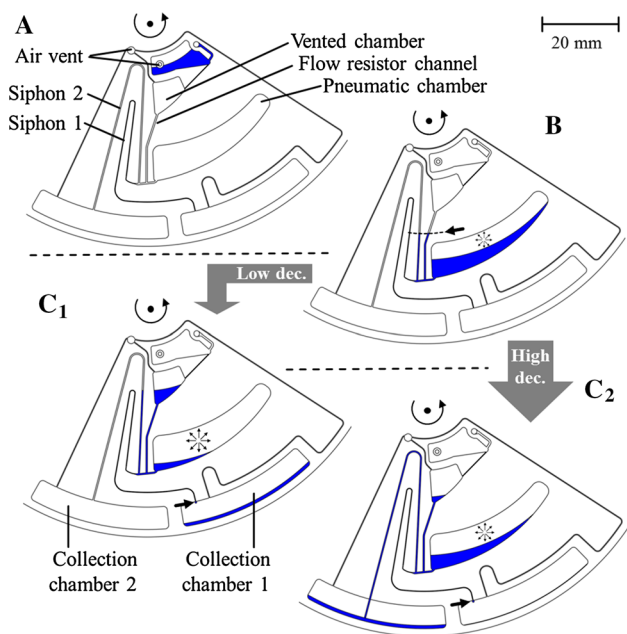 A
Air vent
Vented chamber
Flow resistor channel
Pneumatic chamber
20 mm
Siphon 2
Siphon 1
B
Low dec.
C1
High
dec.
C2
Collection
chamber 2
Collection
chamber 1